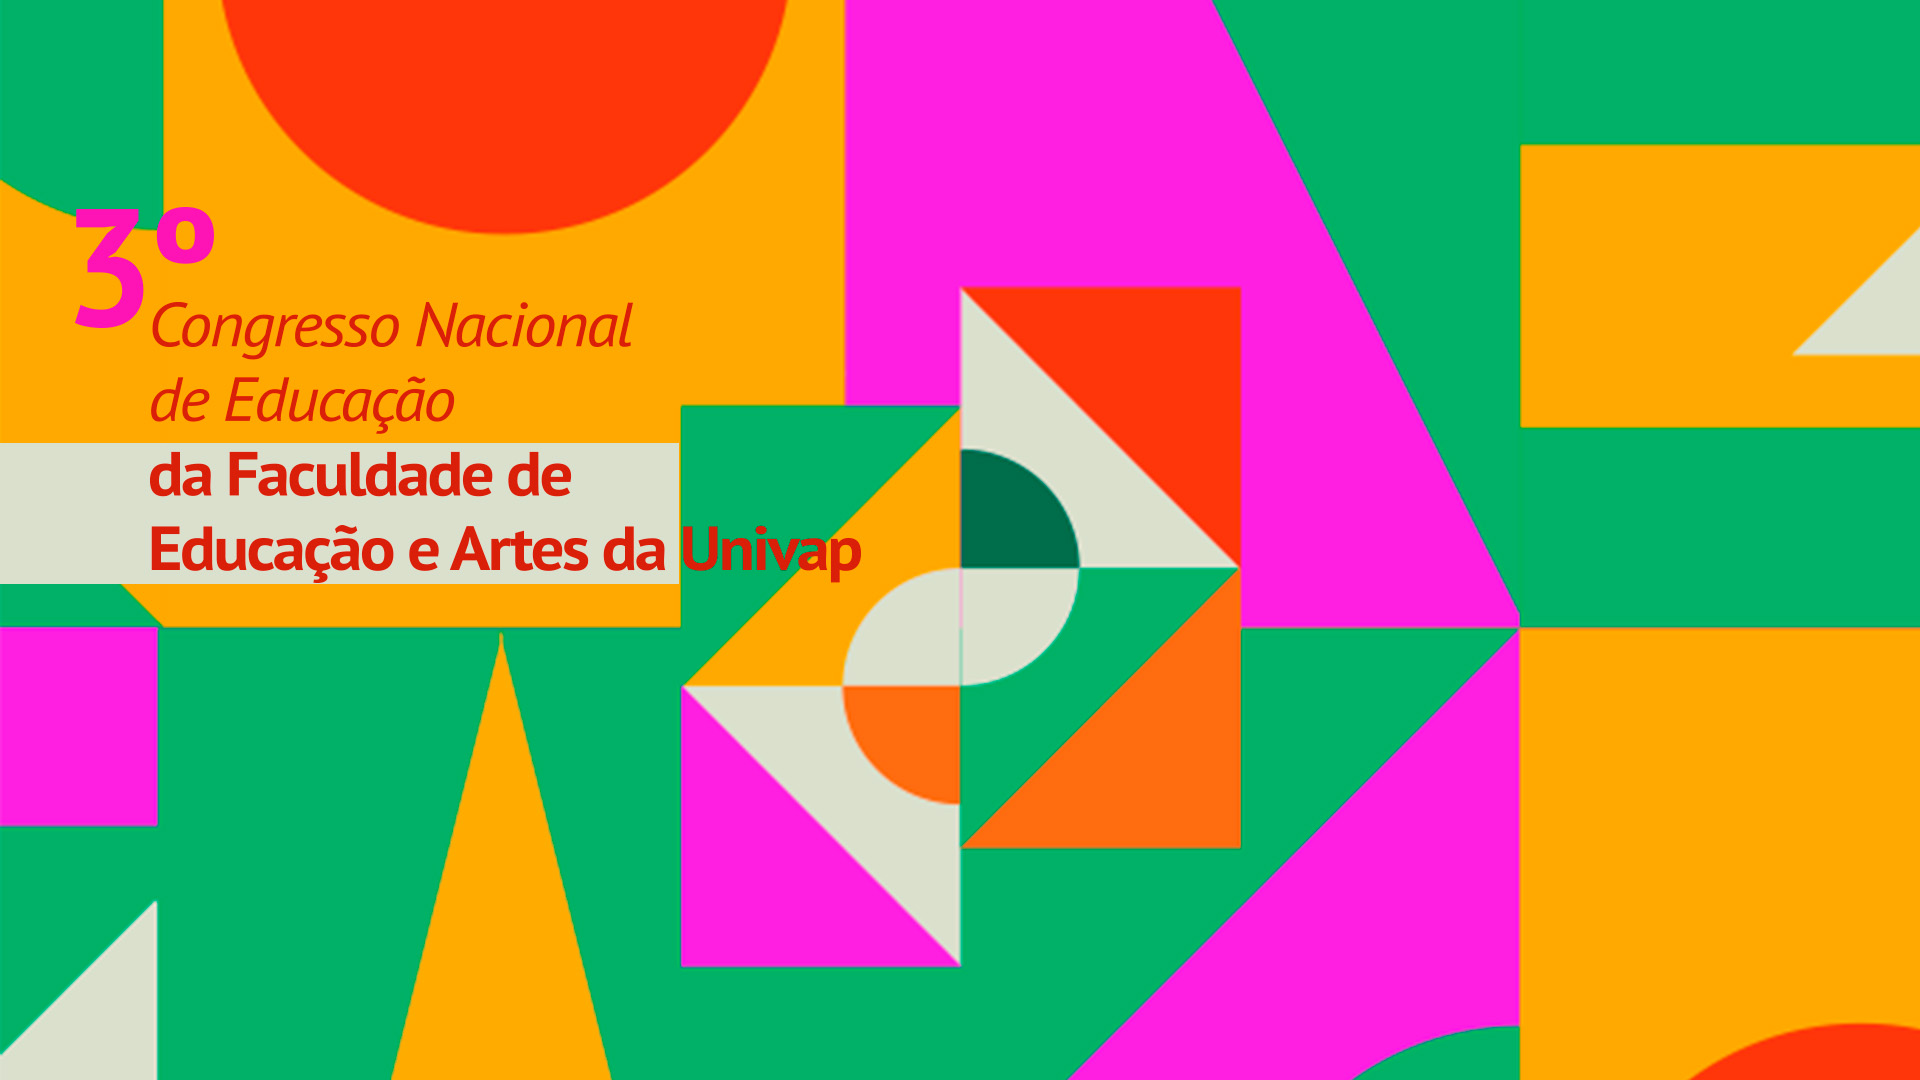 3º
Congresso Nacional
de Educação
da Faculdade de
Educação e Artes da Univap